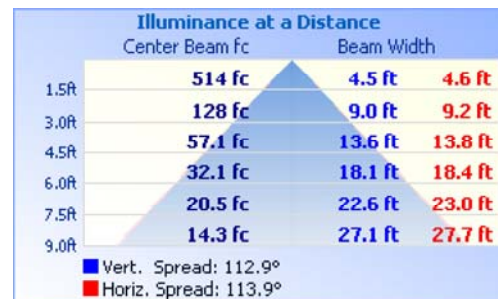 Illuminance at a Distance
Center Beam fc Beam Width
1.5ft 514 fc 4.5 ft 4.6 ft
3.0ft 128 fc 9.0 ft 9.2 ft
4.5ft 57.1 fc 13.6 ft 13.8 ft
6.0ft 32.1 fc 18.1 ft 18.4 ft
7.5ft 20.5 fc 22.6 ft 23.0 ft
9.0ft 14.3 fc 27.1 ft 27.7 ft
Vert. Spread: 112.9°
Horiz. Spread: 113.9°